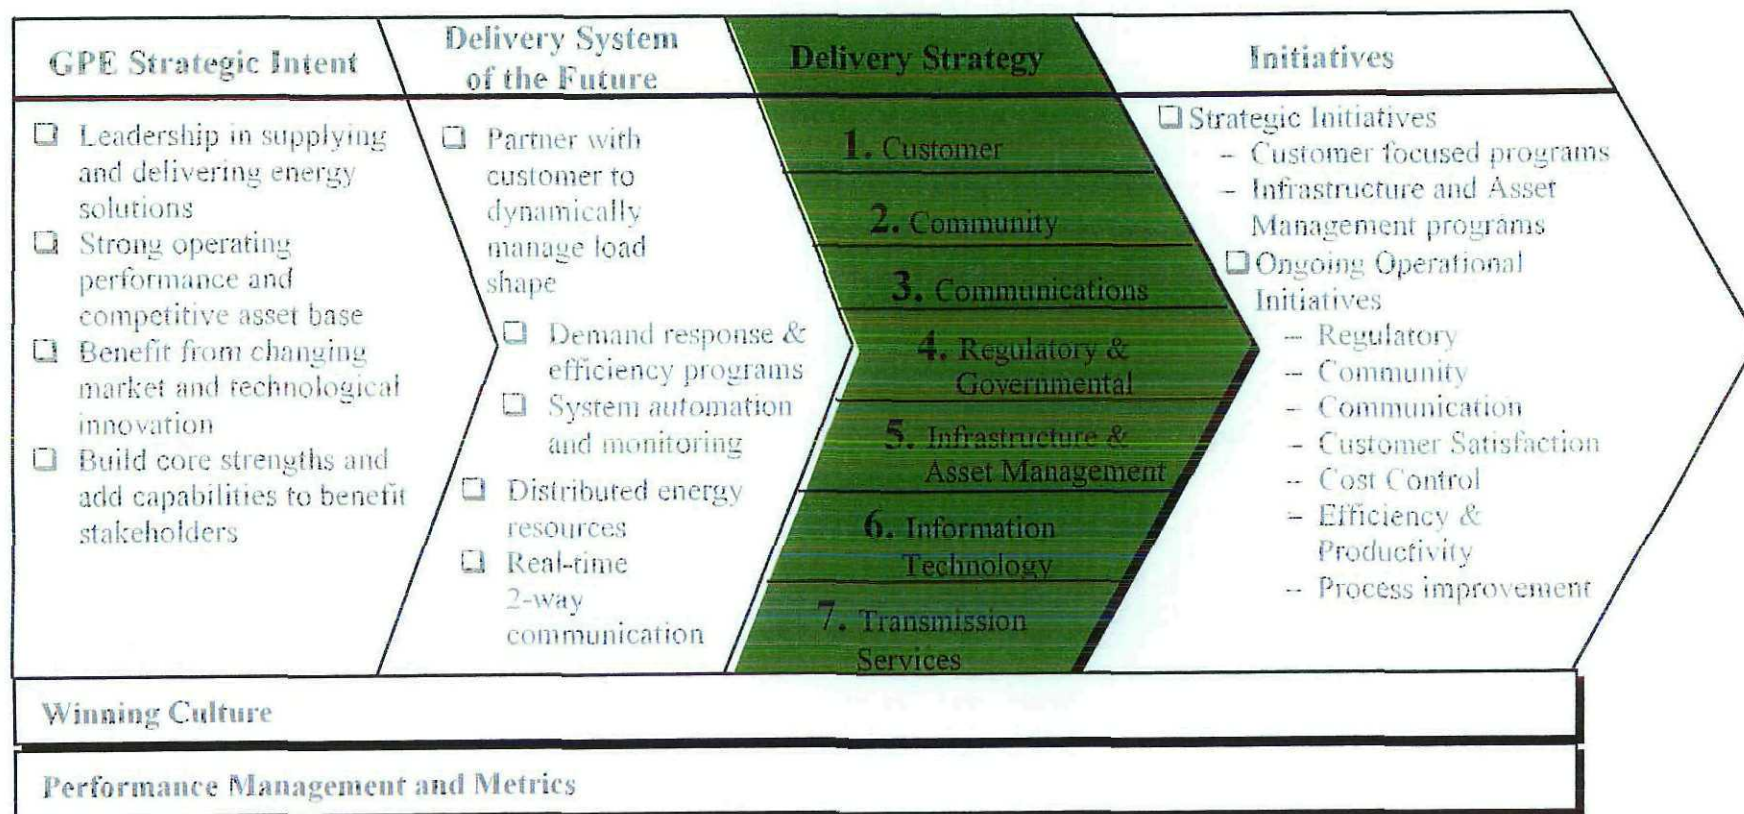 GPE Strategic Intent
❑ Leadership in supplying
and delivering energy
solutions
❑ Strong operating
performance and
competitive asset base
❑ Benefit from changing
market and technological
innovation
❑ Build core strengths and
add capabilities to benefit
stakeholders
Delivery System
of the Future
❑ Partner with
customer to
dynamically
manage load
shape
❑ Demand response &
efficiency programs
❑ System automation
and monitoring
❑ Distributed energy
resources
❑ Real-time
2-way
communication
Delivery Strategy
1. Customer
2. Community
3. Communications
4. Regulatory &
Governmental
5. Infrastructure &
Asset Management
6. Information
Technology
7. Transmission
Services
Initiatives
❑ Strategic Initiatives
– Customer focused programs
– Infrastructure and Asset
Management programs
❑ Ongoing Operational
Initiatives
– Regulatory
– Community
– Communication
– Customer Satisfaction
– Cost Control
– Efficiency &
Productivity
– Process improvement
Winning Culture
Performance Management and Metrics